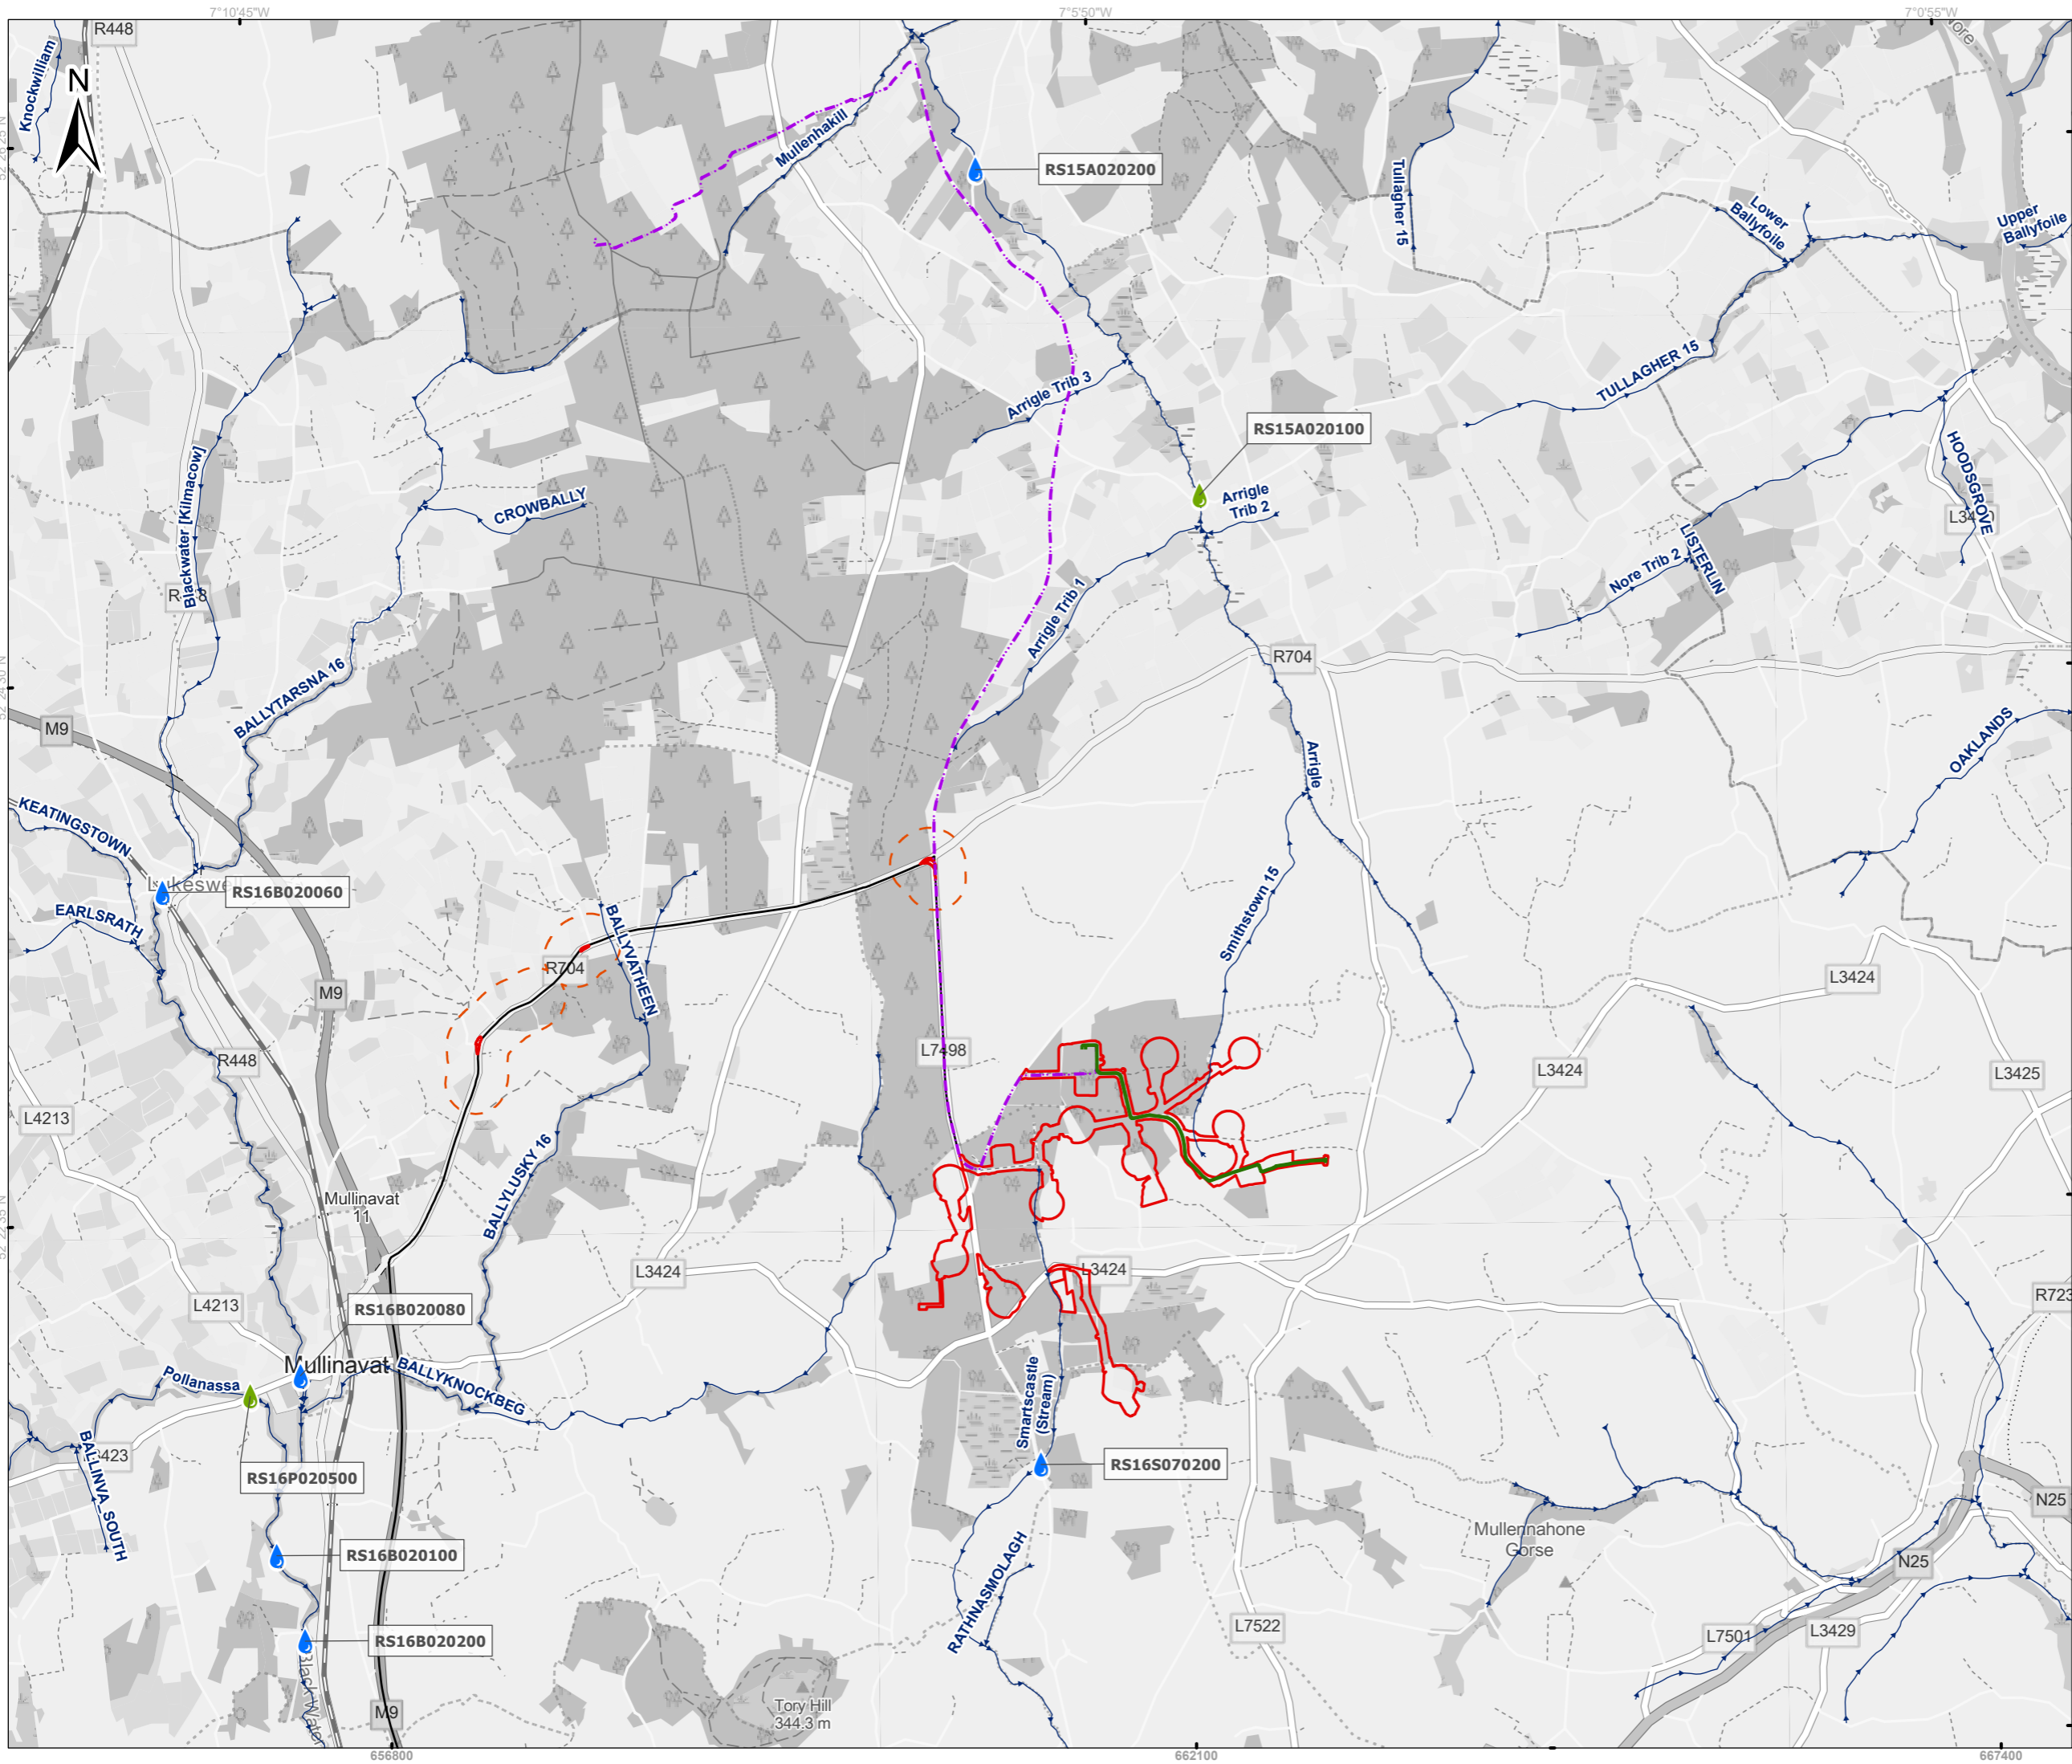 7°10'45"W
7°5'50"W
7°0'55"W
R448
Knockwilliam
N
Mullenhakill
RS15A020200
Tullagher 15
Lower
Ballyfoile
Upper
Ballyfoile
TULLAGHER 15
Arrigle Trib 3
RS15A020100
Blackwater [Kilmacow]
CROWBALLY
Arrigle
Trib 2
HOODSGROVE
LISTERLIN
Nore Trib 2
Arrigle Trib 1
BALLYTARSNA 16
R704
M9
Arrigle
OAKLANDS
KEATINGSTOWN
RS16B020060
EARLSRATH
BALLYVATHEEN
Smithstown 15
R704
M9
L3424
L7498
R448
L3424
L3425
L4213
BALLYLUSKY 16
Mullinavat
11
L3424
L3424
L4213
RS16B020080
R723
Mullinavat
Pollanassa
BALLYKNOCKBEG
Smartscastle
(Stream)
BALLINVA_SOUTH
RS16P020500
RS16S070200
N25
Mullennahone
Gorse
RS16B020100
RATHNASMOLAGH
N25
RS16B020200
L7522
L7501
L3429
Black Water
Tory Hill
344.3 m
M9
656800
662100
667400